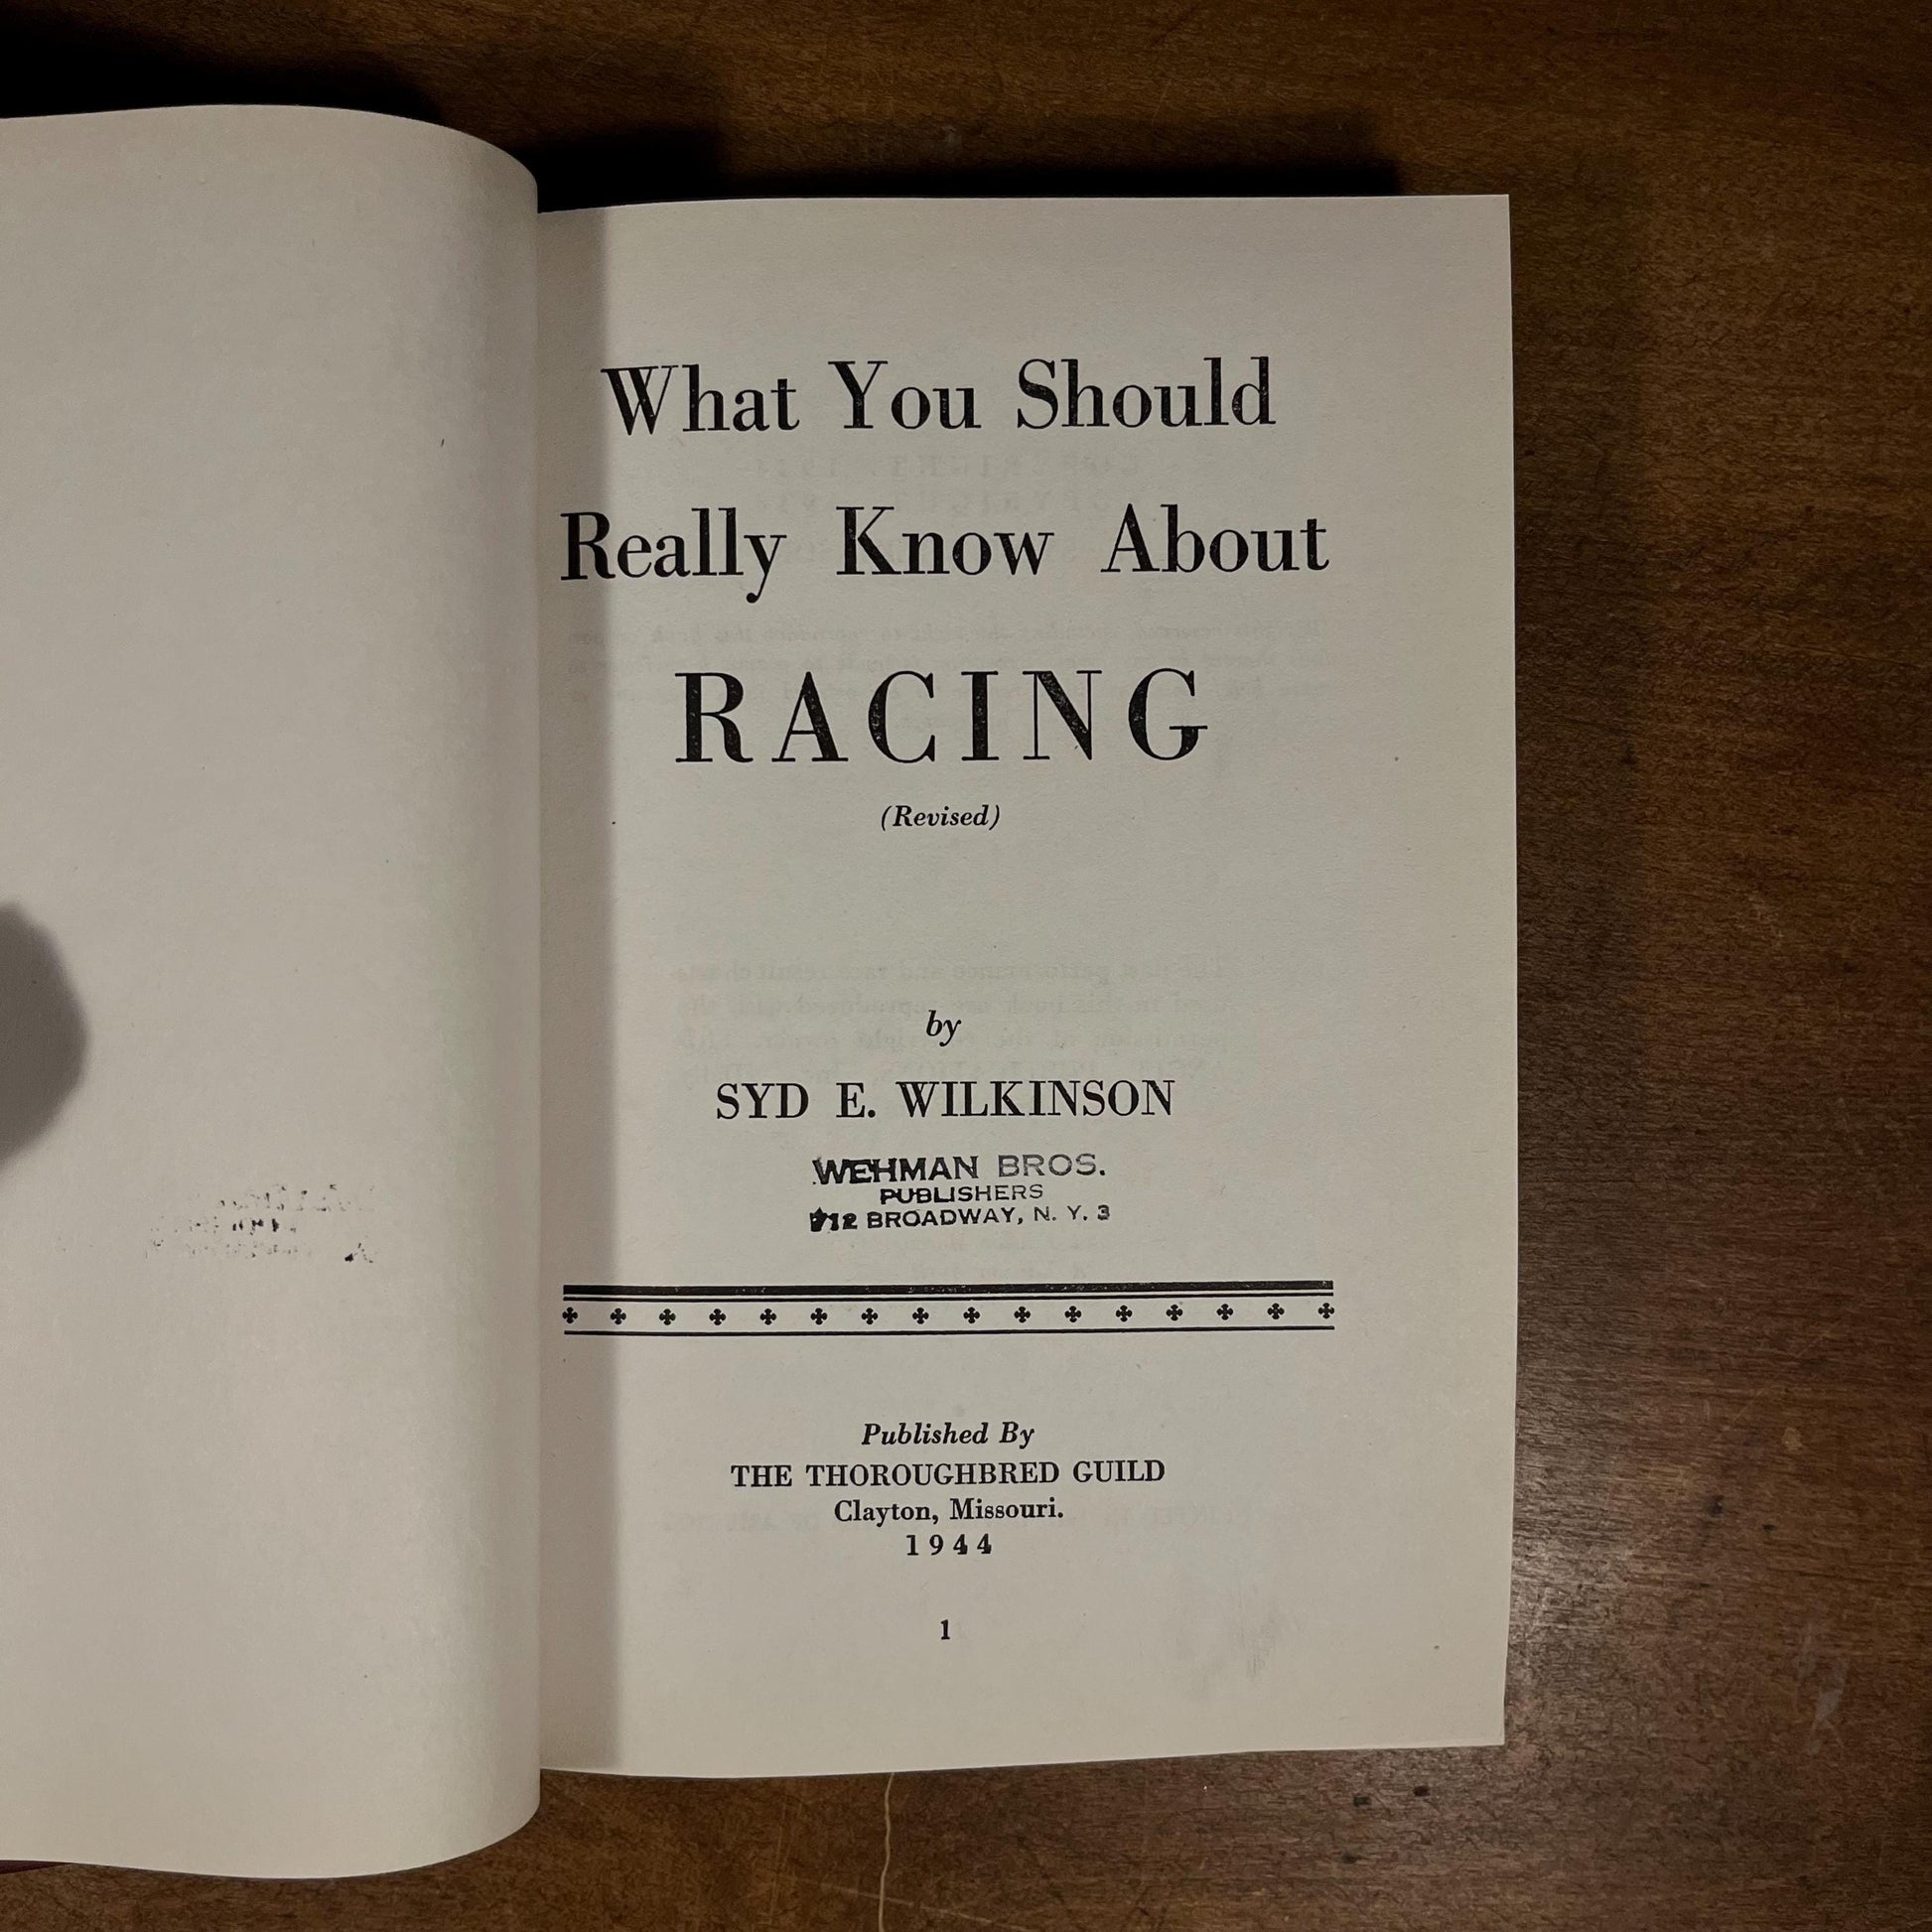 What You Should
Really Know About
RACING
(Revised)
by
SYD E. WILKINSON
WEHMAN BROS.
PUBLISHERS
712 BROADWAY, N. Y. 3
Published By
THE THOROUGHBRED GUILD
Clayton, Missouri.
1944
1